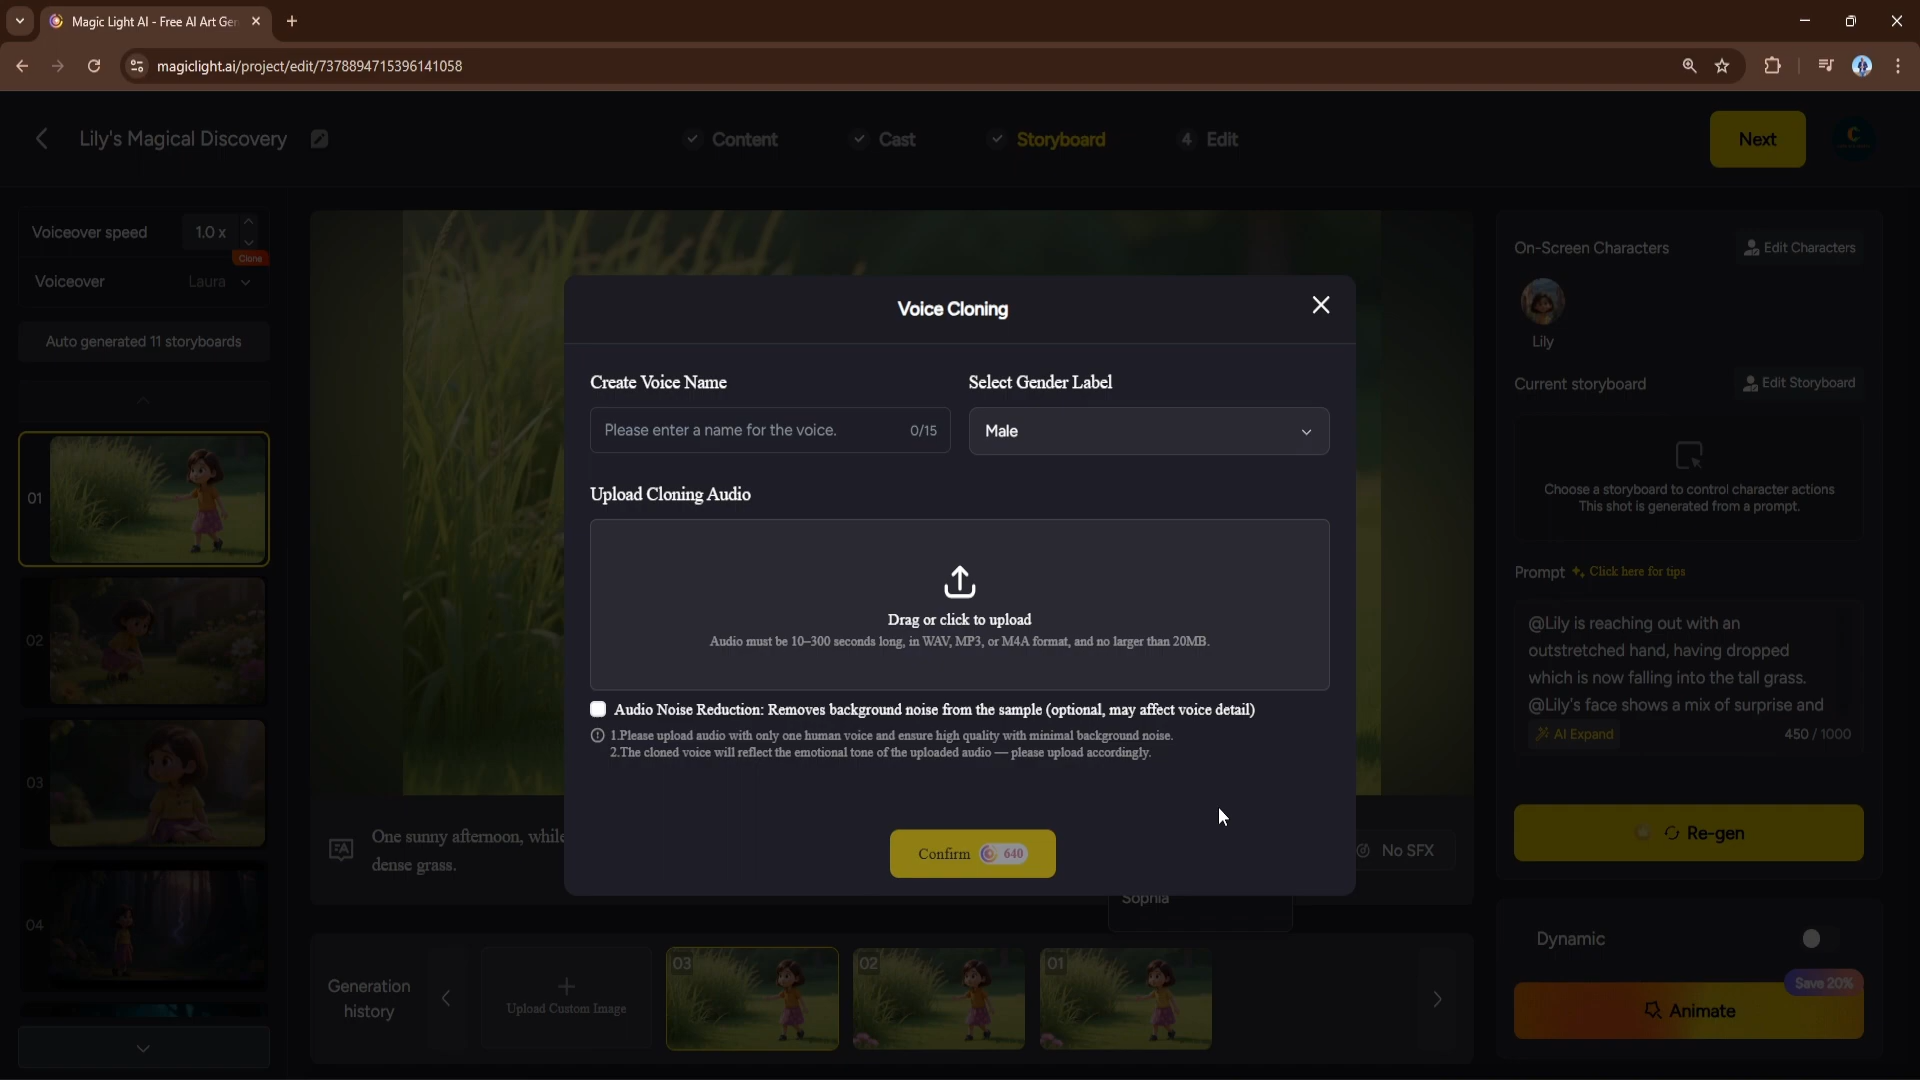 Magic Light AI - Free AI Art Gen
magiclight.ai/project/edit/7378894715396141058
Lily's Magical Discovery
Content
Cast
Storyboard
4 Edit
Next
Voiceover speed 1.0 x
Clone
Voiceover Laura
Auto generated 11 storyboards
01
02
03
04
Voice Cloning
Create Voice Name
Select Gender Label
Please enter a name for the voice. 0/15
Male
Upload Cloning Audio
Drag or click to upload
Audio must be 10–300 seconds long, in WAV, MP3, or M4A format, and no larger than 20MB.
Audio Noise Reduction: Removes background noise from the sample (optional, may affect voice detail)
1.Please upload audio with only one human voice and ensure high quality with minimal background noise.
2.The cloned voice will reflect the emotional tone of the uploaded audio — please upload accordingly.
Confirm 640
One sunny afternoon, while
dense grass.
No SFX
Sophia
Generation
history
Upload Custom Image
03
02
01
On-Screen Characters
Edit Characters
Lily
Current storyboard
Edit Storyboard
Choose a storyboard to control character actions
This shot is generated from a prompt.
Prompt Click here for tips
@Lily is reaching out with an
outstretched hand, having dropped
which is now falling into the tall grass.
@Lily's face shows a mix of surprise and
AI Expand
450 / 1000
Re-gen
Dynamic
Save 20%
Animate